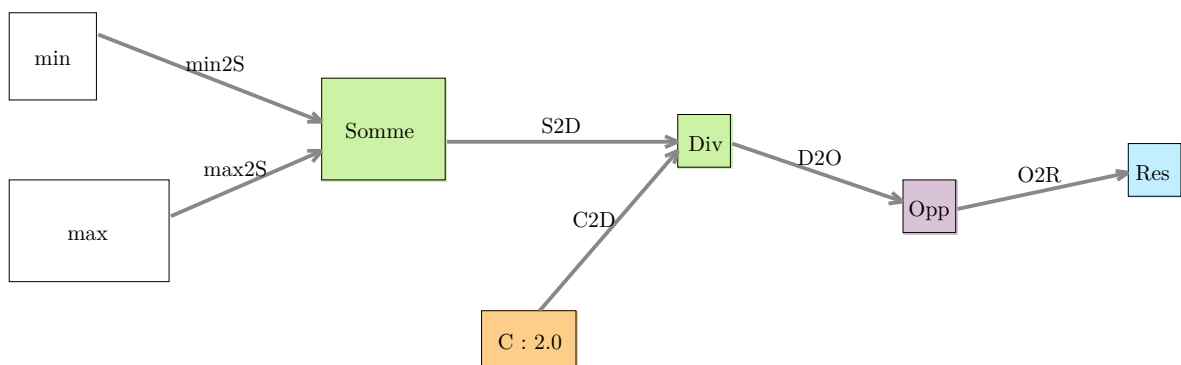 min
min2S
Somme
max2S
max
S2D
C2D
C : 2.0
Div
D2O
Opp
O2R
Res